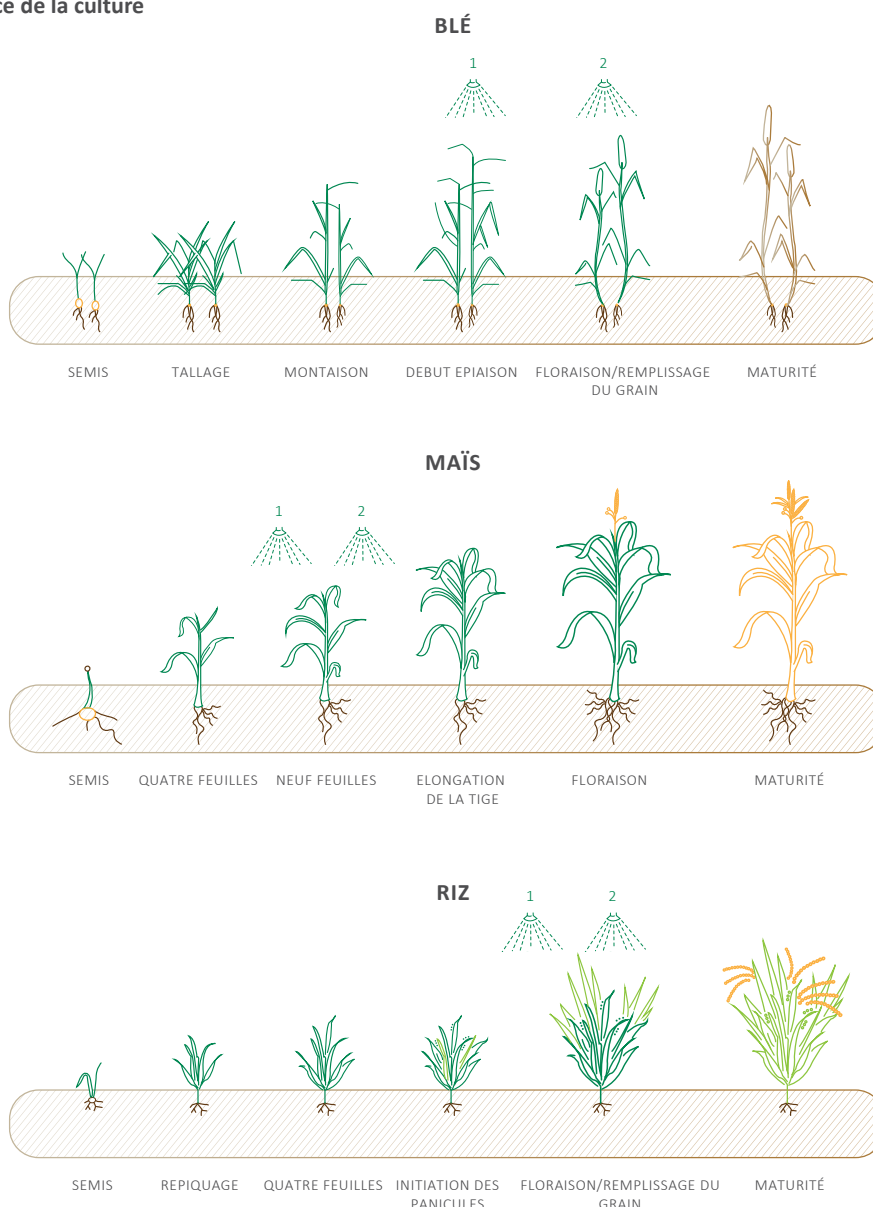 ce de la culture
BLÉ
1 2
SEMIS TALLAGE MONTAISON DEBUT EPIAISON FLORAISON/REMPLISSAGE MATURITÉ
DU GRAIN
MAÏS
1 2
SEMIS QUATRE FEUILLES NEUF FEUILLES ELONGATION FLORAISON MATURITÉ
DE LA TIGE
RIZ
1 2
SEMIS REPIQUAGE QUATRE FEUILLES INITIATION DES FLORAISON/REMPLISSAGE DU MATURITÉ
PANICULES GRAIN